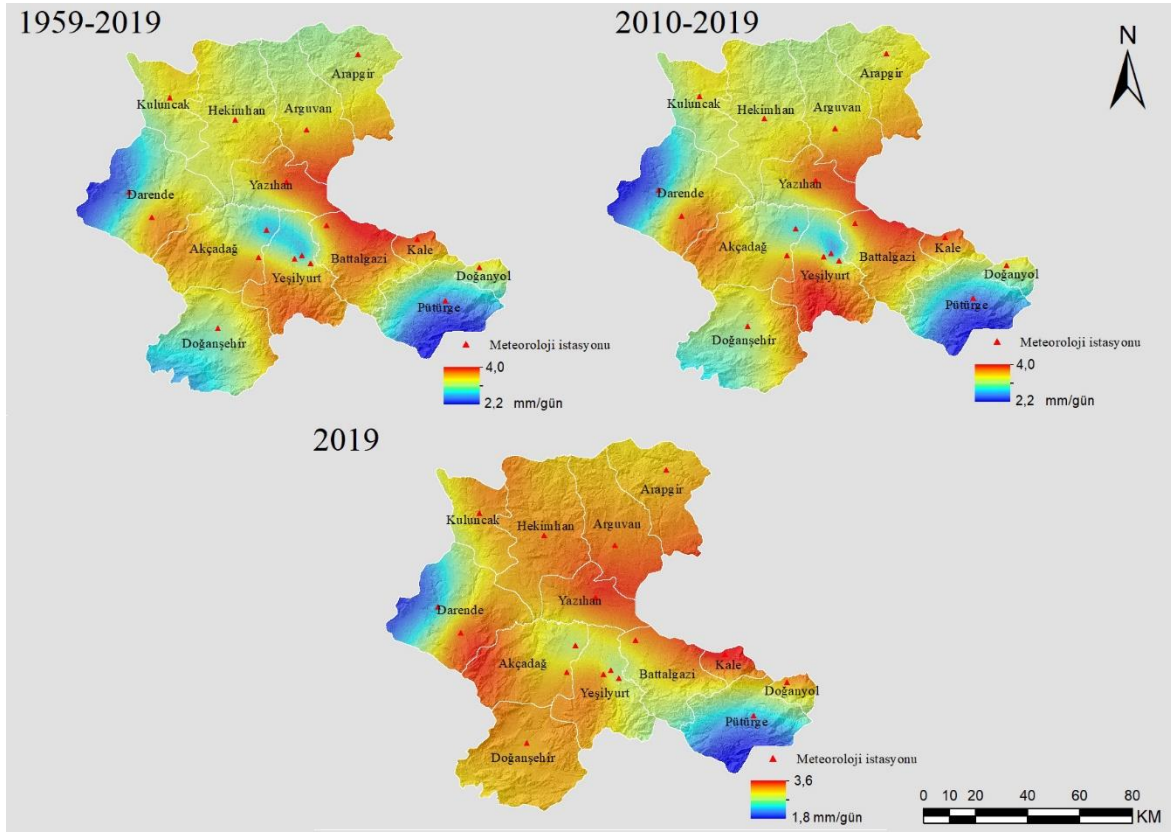 1959-2019
Arapgir
Kuluncak
Hekimhan
Arguvan
Yazıhan
Darende
Akçadağ
Battalgazi
Kale
Yeşilyurt
Doğanyol
Pütürge
Doğanşehir
Meteoroloji istasyonu
4,0
2,2 mm/gün
2010-2019
N
Arapgir
Kuluncak
Hekimhan
Arguvan
Yazıhan
Darende
Akçadağ
Battalgazi
Kale
Yeşilyurt
Doğanyol
Pütürge
Doğanşehir
Meteoroloji istasyonu
4,0
2,2 mm/gün
2019
Arapgir
Kuluncak
Hekimhan
Arguvan
Yazıhan
Darende
Akçadağ
Battalgazi
Kale
Yeşilyurt
Doğanyol
Pütürge
Doğanşehir
Meteoroloji istasyonu
3,6
1,8 mm/gün
0 10 20 40 60 80
KM